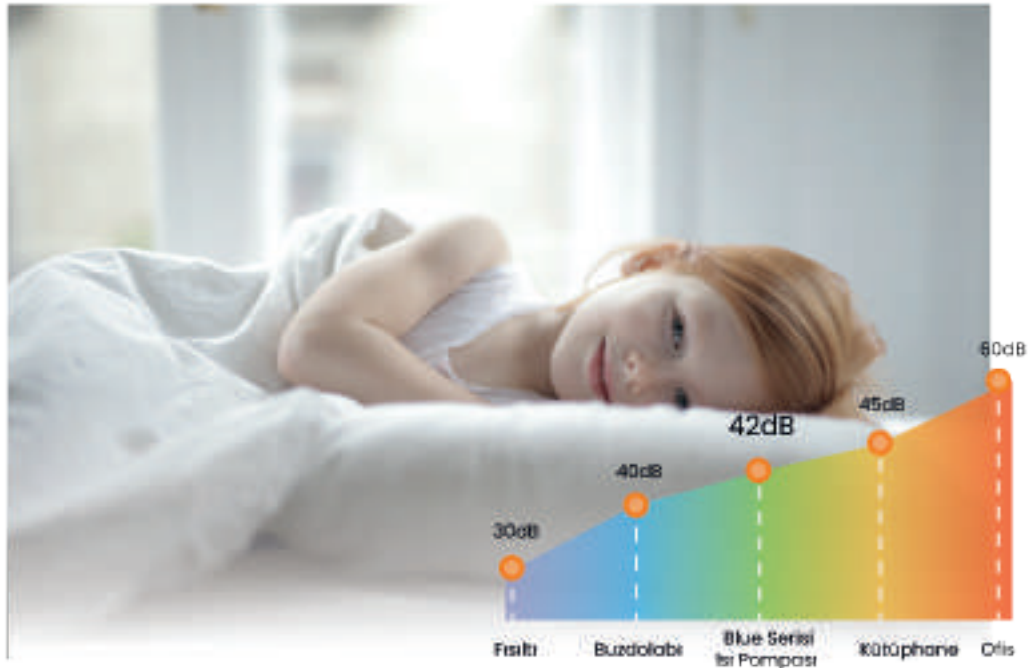 60dB
45dB
42dB
40dB
30dB
Fısıltı
Buzdolabı
Blue Serisi
Isı Pompası
Kütüphane
Ofis